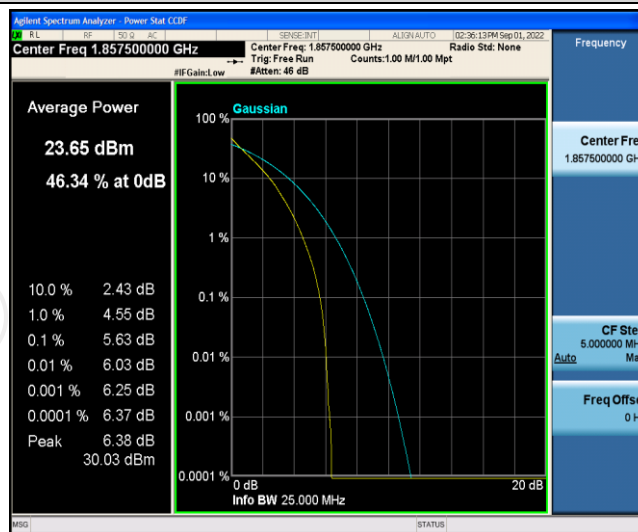 Agilent Spectrum Analyzer - Power Stat CCDF
RL RF 50 Ω AC SENSE:INT ALIGN AUTO 02:36:13 PM Sep 01, 2022
Center Freq 1.857500000 GHz
Center Freq: 1.857500000 GHz Radio Std: None
Trig: Free Run Counts:1.00 M/1.00 Mpt
#IFGain:Low #Atten: 46 dB
Frequency
Average Power
23.65 dBm
46.34 % at 0dB
10.0 % 2.43 dB
1.0 % 4.55 dB
0.1 % 5.63 dB
0.01 % 6.03 dB
0.001 % 6.25 dB
0.0001 % 6.37 dB
Peak 6.38 dB
30.03 dBm
Gaussian
100 %
10 %
1 %
0.1 %
0.01 %
0.001 %
0.0001 %
0 dB 20 dB
Info BW 25.000 MHz
Center Fre
1.857500000 GH
CF Ste
5.000000 MH
Auto Ma
Freq Offse
0 H
MSG STATUS